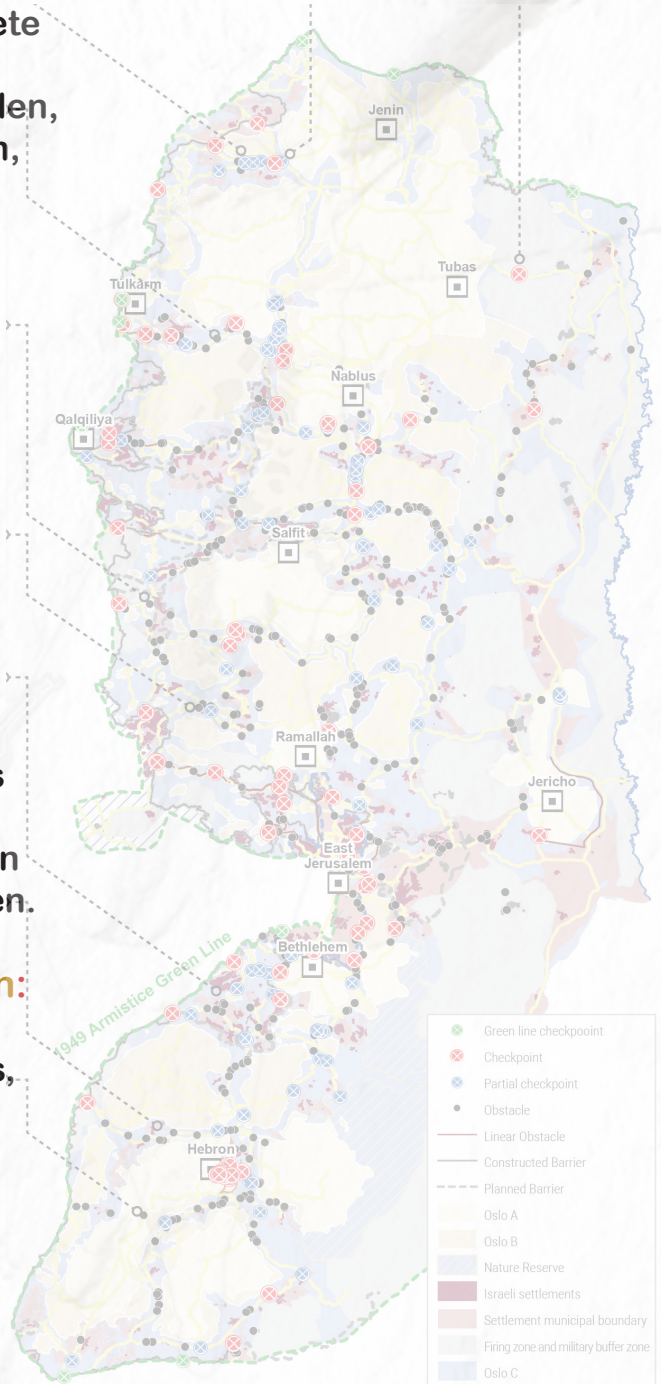 ete
len,
n,
Jenin
Tubas
Tulkarm
Nablus
Qalqiliya
Salfit
Ramallah
s
Jericho
East
Jerusalem
n
en.
Bethlehem
1949 Armistice Green Line
n:
s,
Hebron
Green line checkpooint
Checkpoint
Partial checkpoint
Obstacle
Linear Obstacle
Constructed Barrier
Planned Barrier
Oslo A
Oslo B
Nature Reserve
Israeli settlements
Settlement municipal boundary
Firing zone and military buffer zone
Oslo C